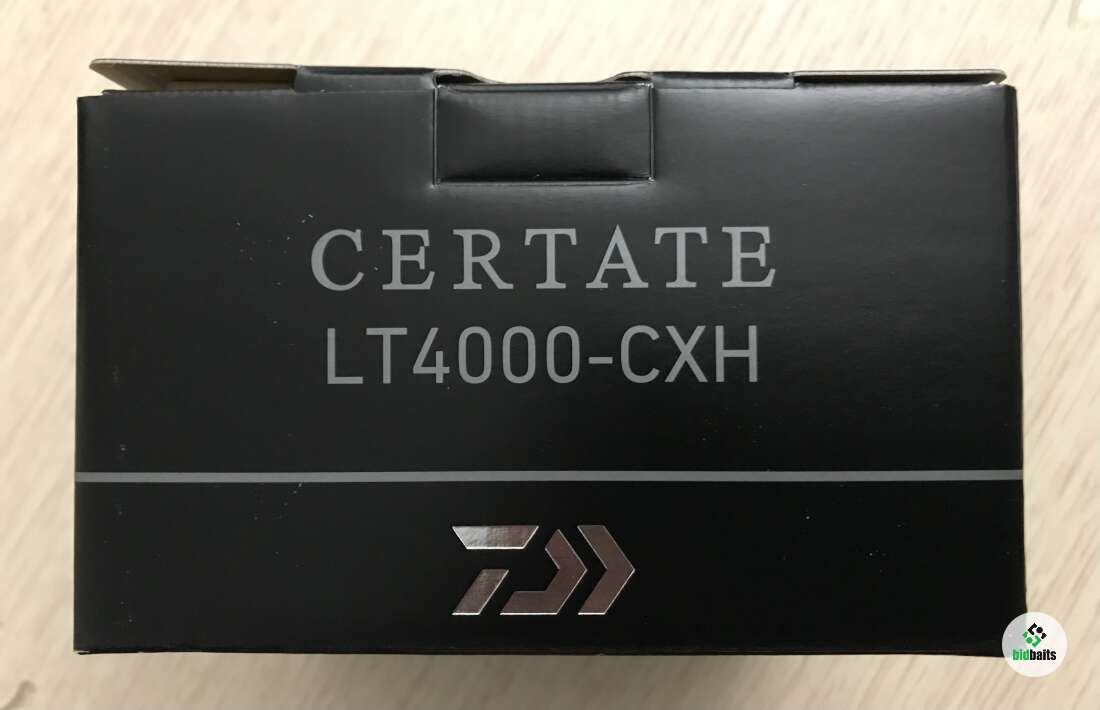 CERTATE
LT4000-CXH
bidbaits